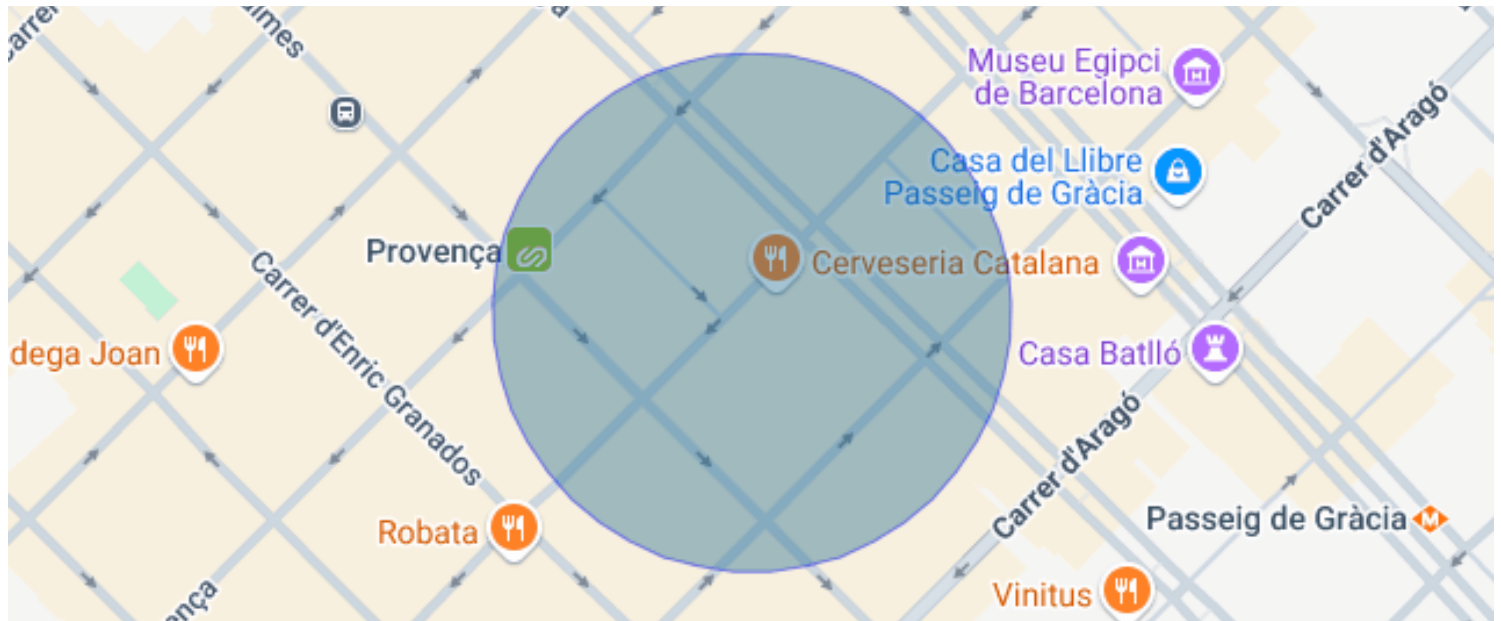 Museu Egipci
de Barcelona
Carrer d'Aragó
Casa del Llibre
Passeig de Gràcia
Provença
Cerveseria Catalana
Carrer d'Enric Granados
dega Joan
Casa Batlló
Carrer d'Aragó
Passeig de Gràcia
Robata
Vinitus